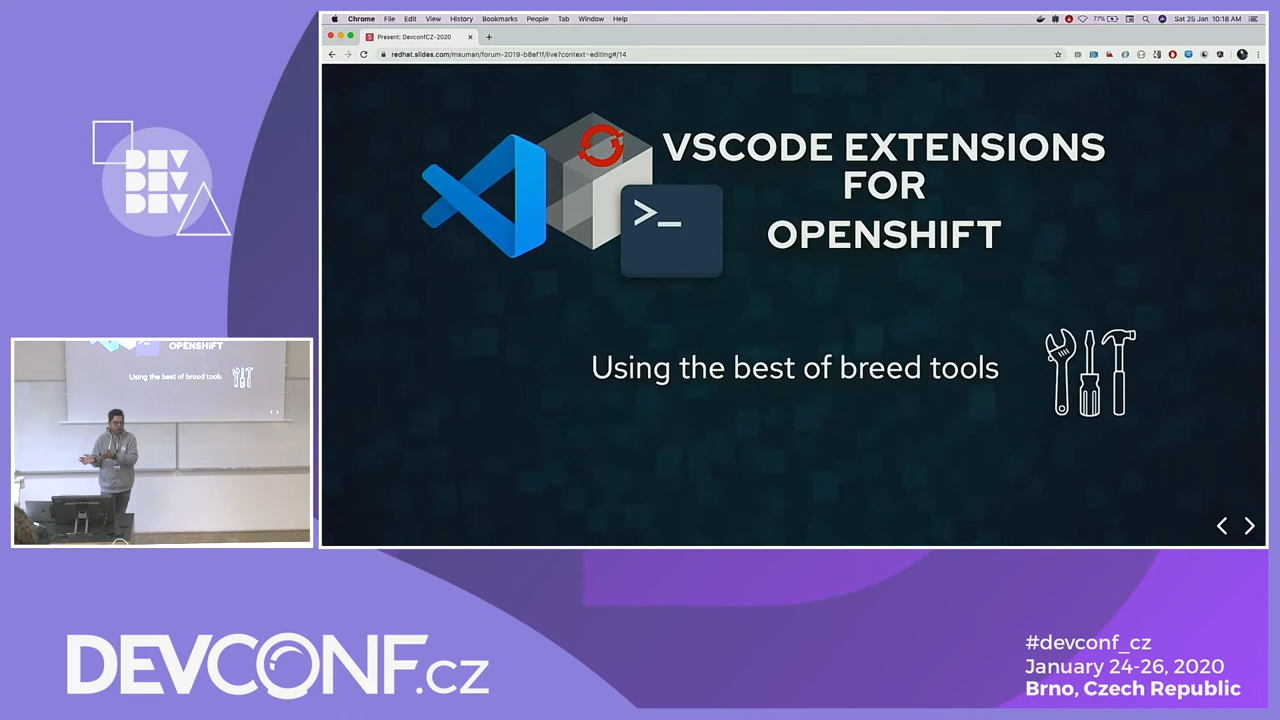 Chrome File Edit View History Bookmarks People Tab Window Help
77%
Sat 25 Jan 10:18 AM
Present: DevconfCZ-2020
redhat.slides.com/msuman/forum-2019-b8ef1f/live?context=editing#/14
VSCODE EXTENSIONS
FOR
OPENSHIFT
>_
Using the best of breed tools
DEV
DEV
DEV
OPENSHIFT
Using the best of breed tools
DEVCONF.cz
#devconf_cz
January 24-26, 2020
Brno, Czech Republic